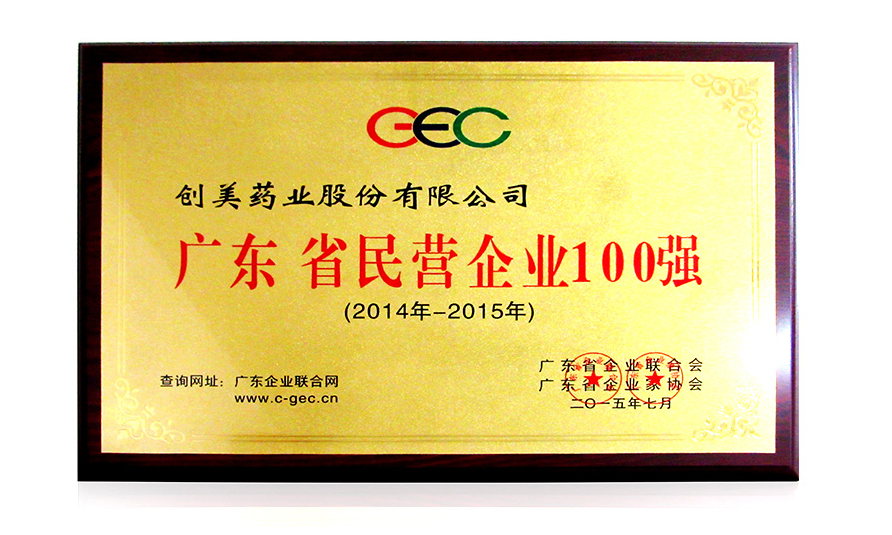 GEC
创美药业股份有限公司
广东省民营企业100强
(2014年-2015年)
查询网址：广东企业联合网
www.c-gec.cn
广东省企业联合会
广东省企业家协会
二〇一五年七月